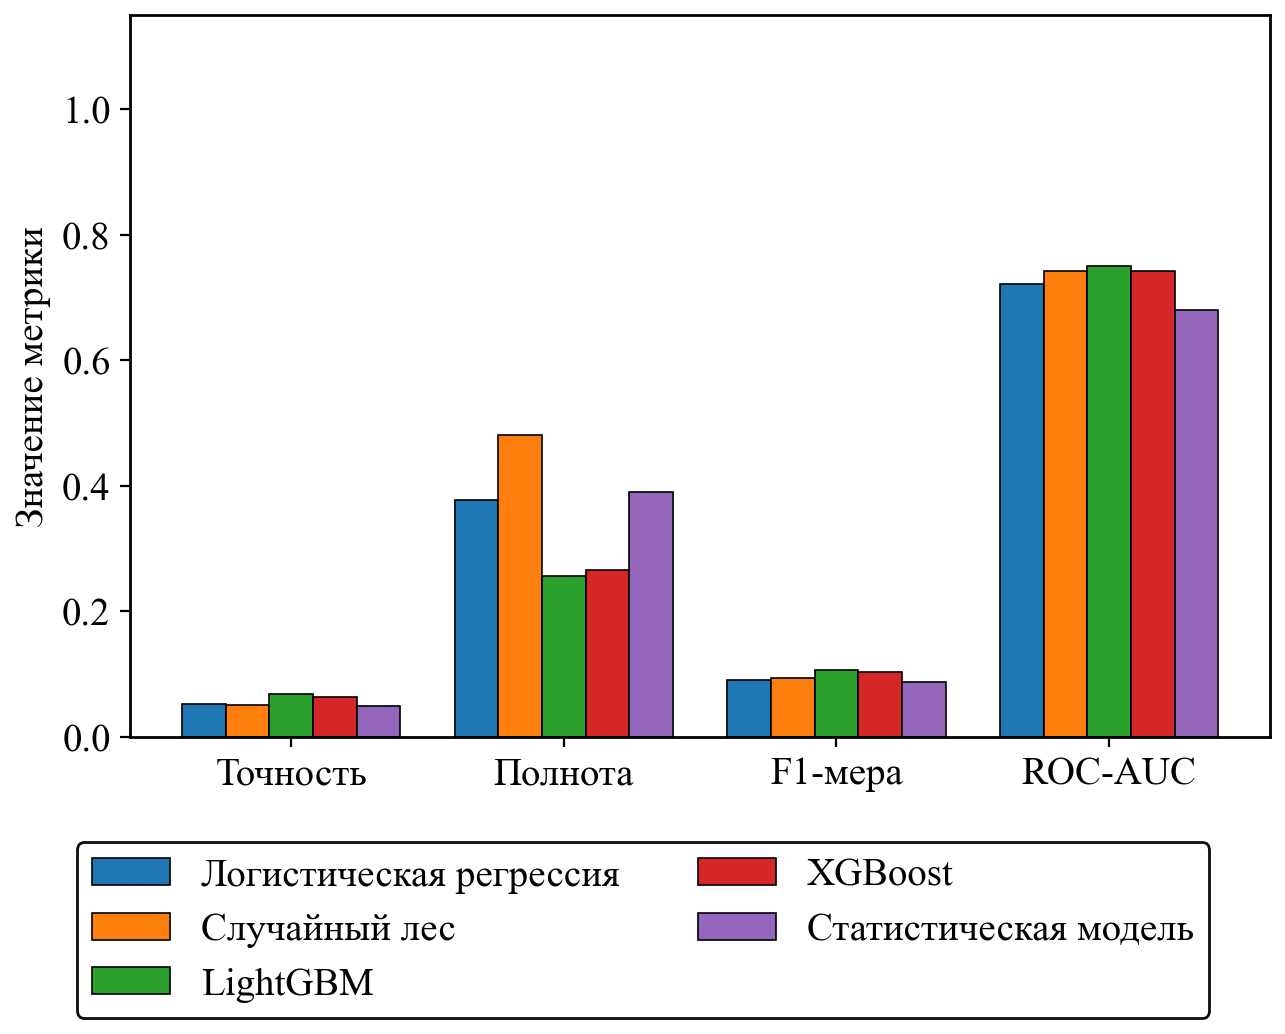 Значение метрики
1.0
0.8
0.6
0.4
0.2
0.0
Точность
Полнота
F1-мера
ROC-AUC
Логистическая регрессия
Случайный лес
LightGBM
XGBoost
Статистическая модель